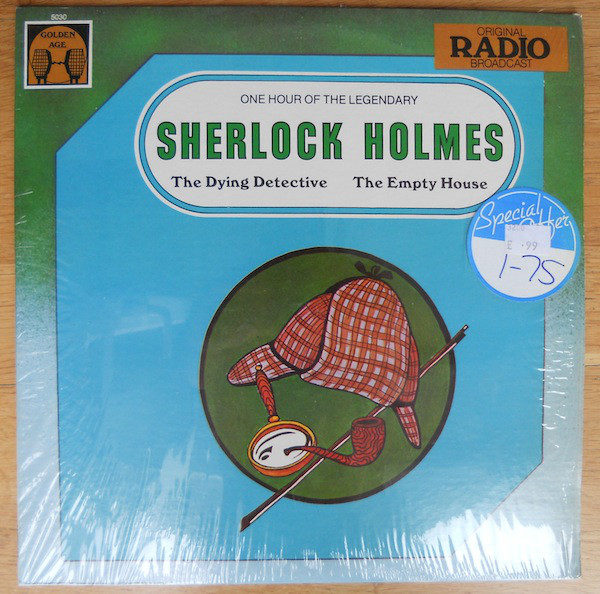 5030
GOLDEN
AGE
ORIGINAL
RADIO
BROADCAST
ONE HOUR OF THE LEGENDARY
SHERLOCK HOLMES
The Dying Detective The Empty House
Special
Offer
£ .99
1-75